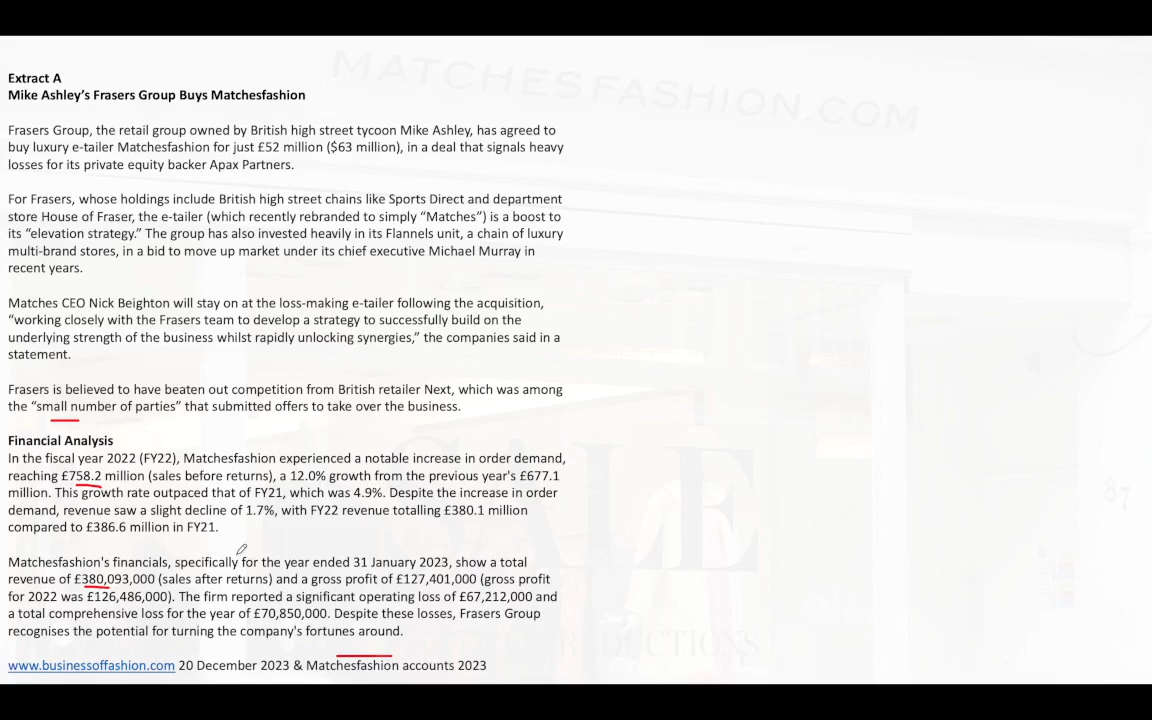 MATCHESFASHION.COM
Extract A
Mike Ashley’s Frasers Group Buys Matchesfashion
Frasers Group, the retail group owned by British high street tycoon Mike Ashley, has agreed to
buy luxury e-tailer Matchesfashion for just £52 million ($63 million), in a deal that signals heavy
losses for its private equity backer Apax Partners.
For Frasers, whose holdings include British high street chains like Sports Direct and department
store House of Fraser, the e-tailer (which recently rebranded to simply “Matches”) is a boost to
its “elevation strategy.” The group has also invested heavily in its Flannels unit, a chain of luxury
multi-brand stores, in a bid to move up market under its chief executive Michael Murray in
recent years.
Matches CEO Nick Beighton will stay on at the loss-making e-tailer following the acquisition,
“working closely with the Frasers team to develop a strategy to successfully build on the
underlying strength of the business whilst rapidly unlocking synergies,” the companies said in a
statement.
Frasers is believed to have beaten out competition from British retailer Next, which was among
the “small number of parties” that submitted offers to take over the business.
Financial Analysis
In the fiscal year 2022 (FY22), Matchesfashion experienced a notable increase in order demand,
reaching £758.2 million (sales before returns), a 12.0% growth from the previous year's £677.1
million. This growth rate outpaced that of FY21, which was 4.9%. Despite the increase in order
demand, revenue saw a slight decline of 1.7%, with FY22 revenue totalling £380.1 million
compared to £386.6 million in FY21.
Matchesfashion's financials, specifically for the year ended 31 January 2023, show a total
revenue of £380,093,000 (sales after returns) and a gross profit of £127,401,000 (gross profit
for 2022 was £126,486,000). The firm reported a significant operating loss of £67,212,000 and
a total comprehensive loss for the year of £70,850,000. Despite these losses, Frasers Group
recognises the potential for turning the company's fortunes around.
www.businessoffashion.com 20 December 2023 & Matchesfashion accounts 2023
SALE
87